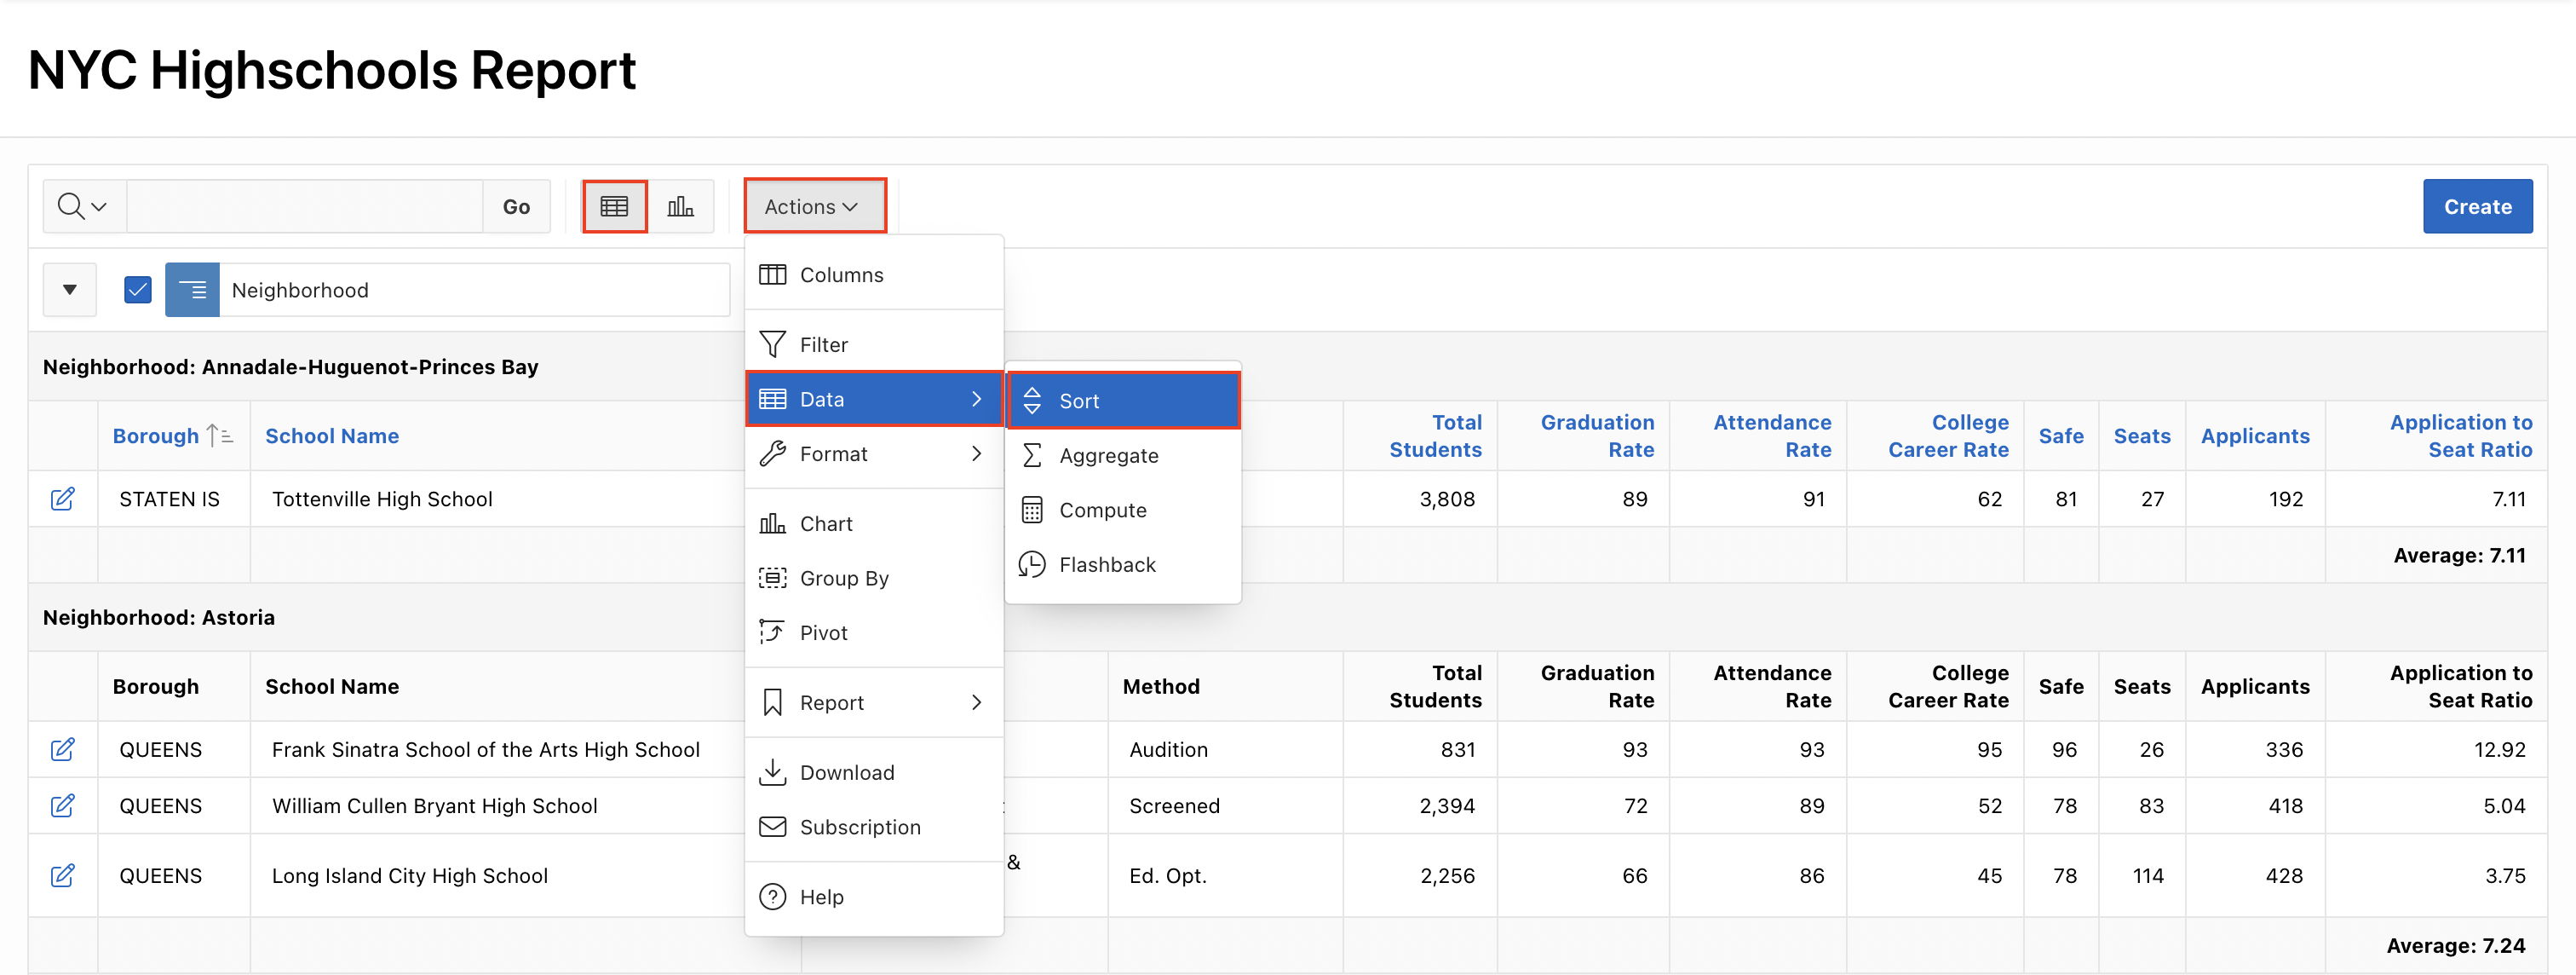 NYC Highschools Report
Go
Actions
Create
Neighborhood
Columns
Filter
Data
Format
Chart
Group By
Pivot
Report
Download
Subscription
Help
Sort
Aggregate
Compute
Flashback
Neighborhood: Annadale-Huguenot-Princes Bay
Borough School Name Total Students Graduation Rate Attendance Rate College Career Rate Safe Seats Applicants Application to Seat Ratio
STATEN IS Tottenville High School 3,808 89 91 62 81 27 192 7.11
Average: 7.11
Neighborhood: Astoria
Borough School Name Method Total Students Graduation Rate Attendance Rate College Career Rate Safe Seats Applicants Application to Seat Ratio
QUEENS Frank Sinatra School of the Arts High School Audition 831 93 93 95 96 26 336 12.92
QUEENS William Cullen Bryant High School Screened 2,394 72 89 52 78 83 418 5.04
QUEENS Long Island City High School & Ed. Opt. 2,256 66 86 45 78 114 428 3.75
Average: 7.24